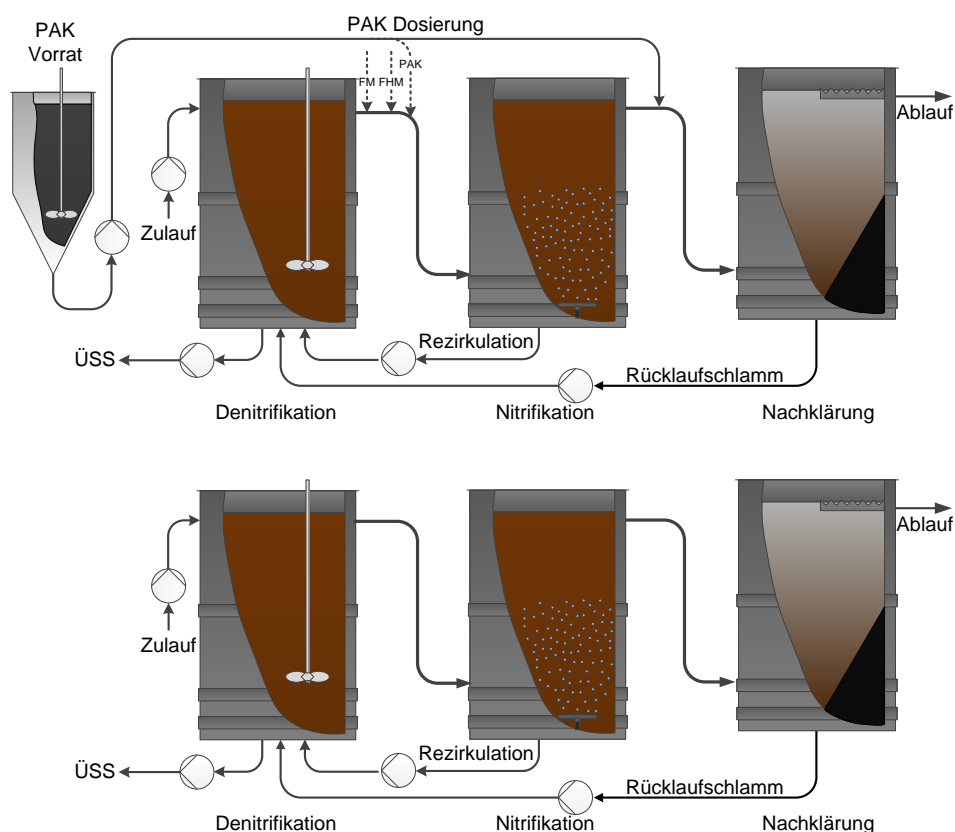 PAK
Vorrat
PAK Dosierung
FM
FHM
PAK
Ablauf
Zulauf
ÜSS
Rezirkulation
Rücklaufschlamm
Denitrifikation
Nitrifikation
Nachklärung
Ablauf
Zulauf
ÜSS
Rezirkulation
Rücklaufschlamm
Denitrifikation
Nitrifikation
Nachklärung